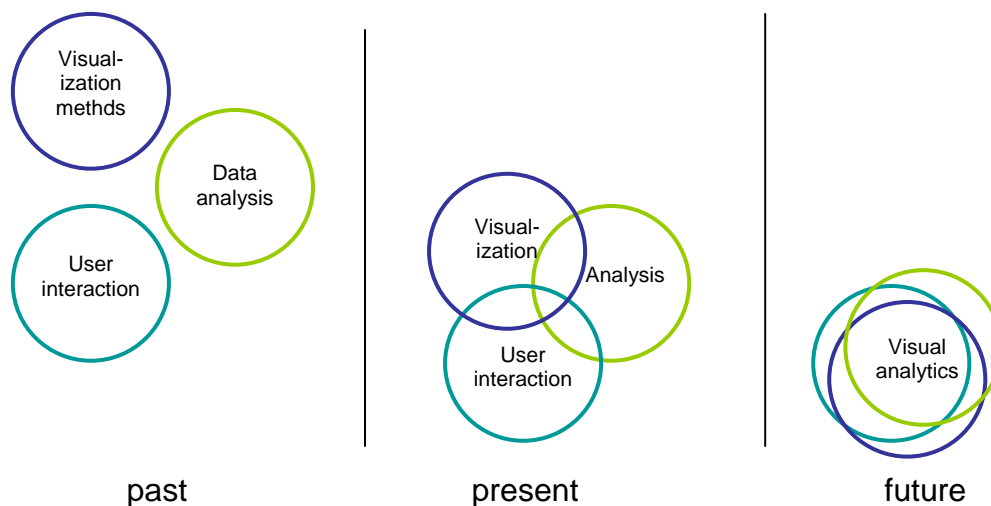 Visual-
ization
methds
Data
analysis
User
interaction
past
Visual-
ization
Analysis
User
interaction
present
Visual
analytics
future